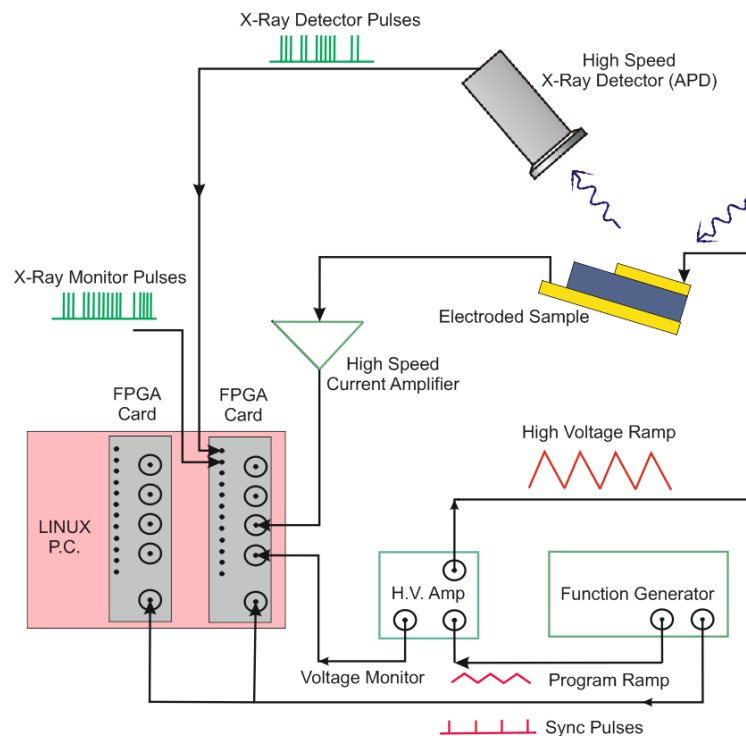 X-Ray Detector Pulses
High Speed
X-Ray Detector (APD)
X-Ray Monitor Pulses
Electroded Sample
High Speed
Current Amplifier
FPGA
Card
FPGA
Card
High Voltage Ramp
LINUX
P.C.
H.V. Amp
Function Generator
Voltage Monitor
Program Ramp
Sync Pulses